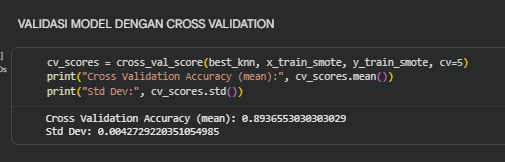 VALIDASI MODEL DENGAN CROSS VALIDATION
cv_scores = cross_val_score(best_knn, x_train_smote, y_train_smote, cv=5)
print("Cross Validation Accuracy (mean):", cv_scores.mean())
print("Std Dev:", cv_scores.std())
Cross Validation Accuracy (mean): 0.8936553030303029
Std Dev: 0.0042729220351054985